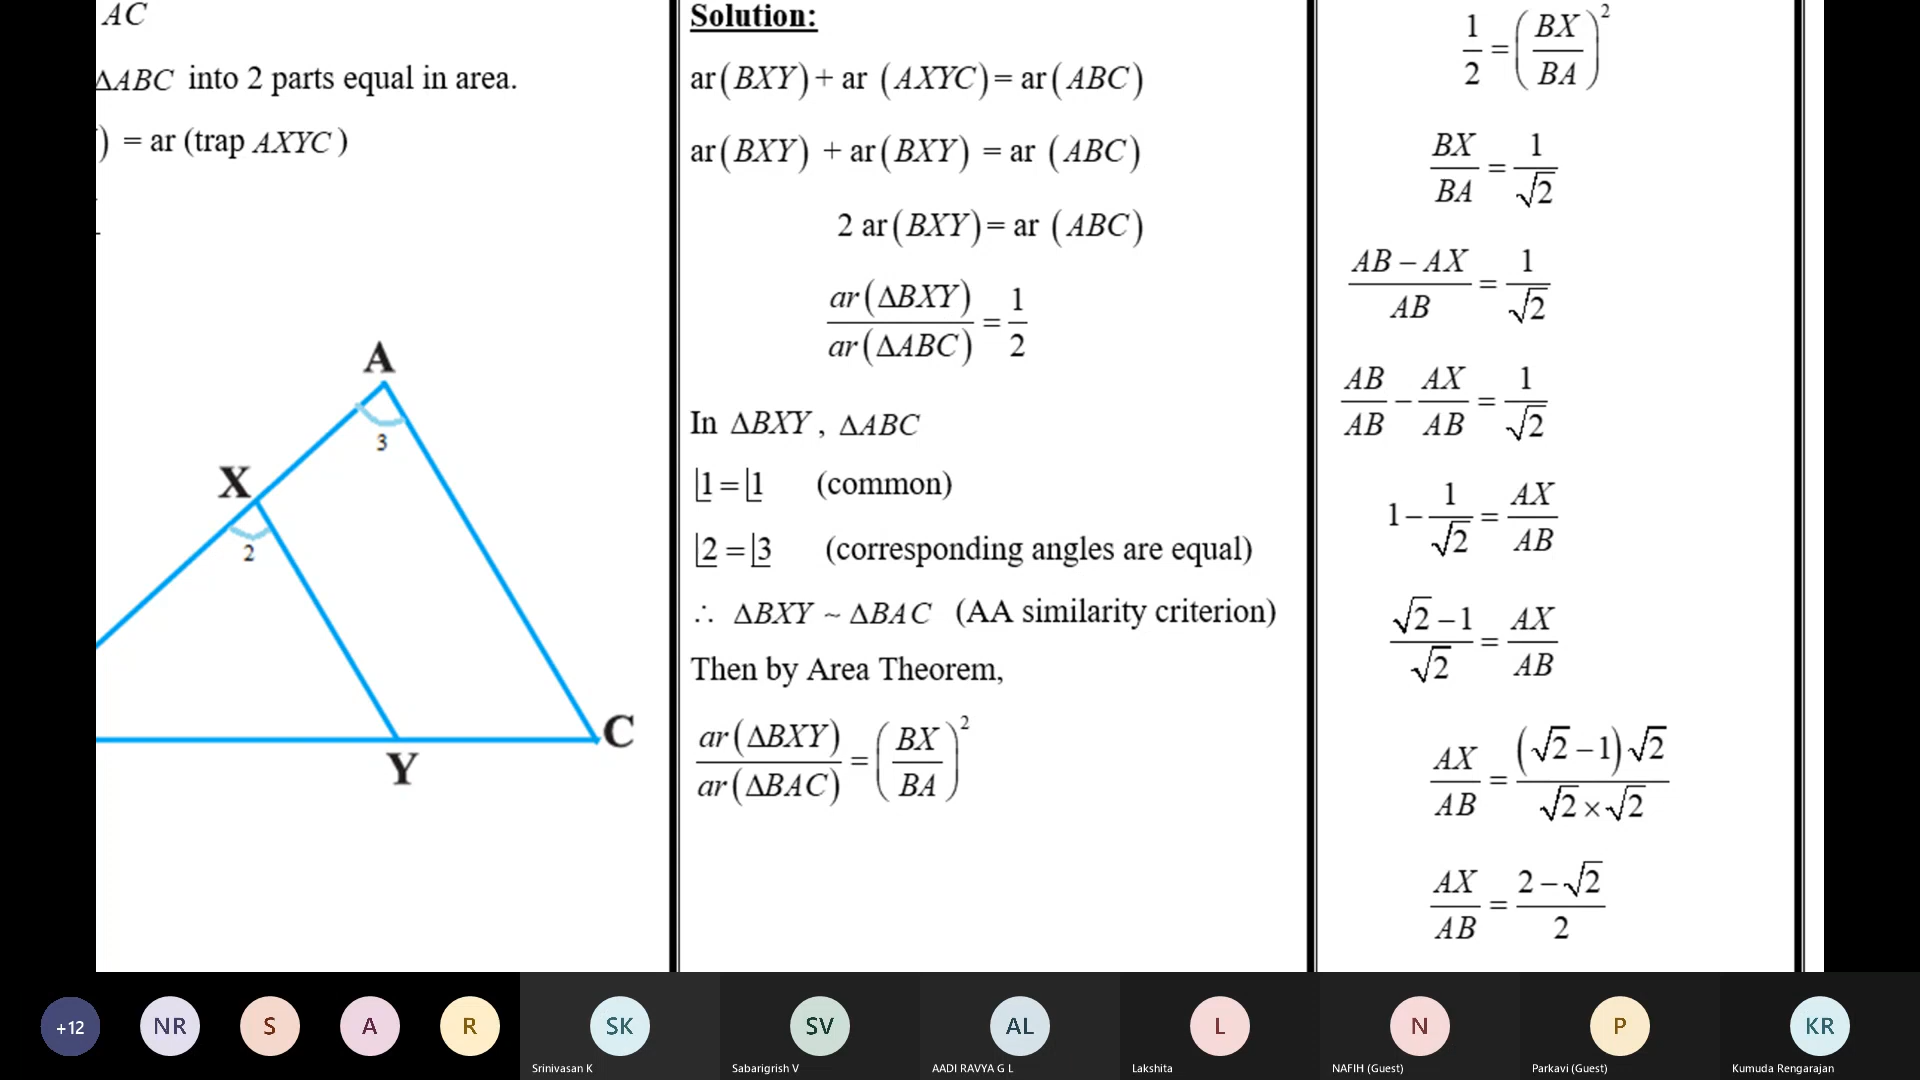 AC
ΔABC into 2 parts equal in area.
) = ar (trap AXYC)
A
3
X
2
C
Y
Solution:
ar(BXY)+ ar (AXYC)= ar(ABC)
ar(BXY) + ar(BXY) = ar (ABC)
2 ar(BXY)= ar (ABC)
ar(ΔBXY)/ar(ΔABC) = 1/2
In ΔBXY, ΔABC
⌊1 = ⌊1 (common)
⌊2 = ⌊3 (corresponding angles are equal)
∴ ΔBXY ~ ΔBAC (AA similarity criterion)
Then by Area Theorem,
ar(ΔBXY)/ar(ΔBAC) = (BX/BA)²
1/2 = (BX/BA)²
BX/BA = 1/√2
(AB – AX)/AB = 1/√2
AB/AB – AX/AB = 1/√2
1 – 1/√2 = AX/AB
(√2 – 1)/√2 = AX/AB
AX/AB = (√2 – 1)√2/(√2 × √2)
AX/AB = (2 – √2)/2
+12 NR S A R SK SV AL L N P KR
Srinivasan K Sabarigrish V AADI RAVYA G L Lakshita NAFIH (Guest) Parkavi (Guest) Kumuda Rengarajan